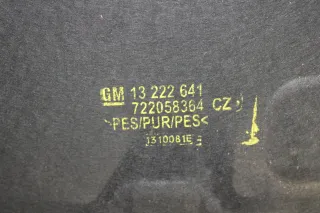 GM 13 222 641
722058364 CZ
>PES/PUR/PES<
1310081E